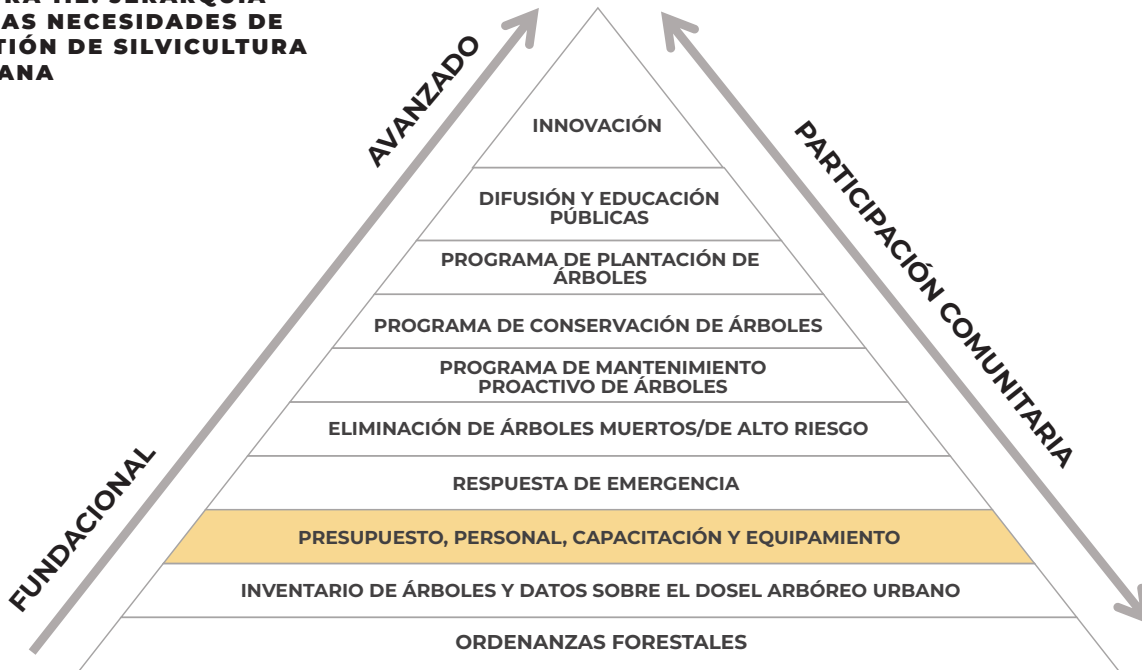 AS NECESIDADES DE
TIÓN DE SILVICULTURA
ANA
AVANZADO
FUNDACIONAL
PARTICIPACIÓN COMUNITARIA
INNOVACIÓN
DIFUSIÓN Y EDUCACIÓN
PÚBLICAS
PROGRAMA DE PLANTACIÓN DE
ÁRBOLES
PROGRAMA DE CONSERVACIÓN DE ÁRBOLES
PROGRAMA DE MANTENIMIENTO
PROACTIVO DE ÁRBOLES
ELIMINACIÓN DE ÁRBOLES MUERTOS/DE ALTO RIESGO
RESPUESTA DE EMERGENCIA
PRESUPUESTO, PERSONAL, CAPACITACIÓN Y EQUIPAMIENTO
INVENTARIO DE ÁRBOLES Y DATOS SOBRE EL DOSEL ARBÓREO URBANO
ORDENANZAS FORESTALES